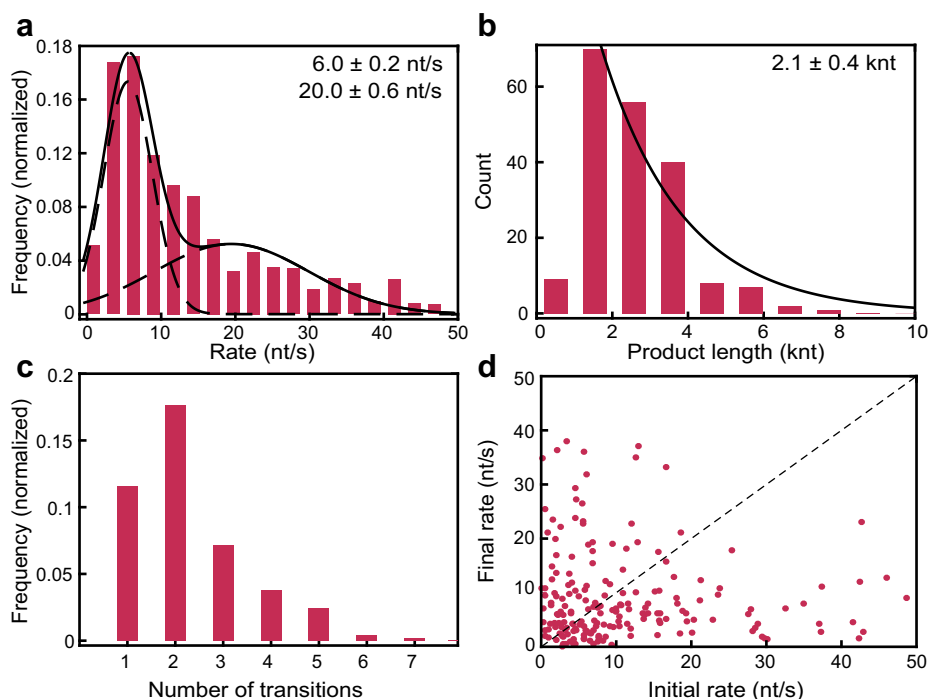 a
0.18
0.16
0.12
0.08
0.04
0
Frequency (normalized)
6.0 ± 0.2 nt/s
20.0 ± 0.6 nt/s
0 10 20 30 40 50
Rate (nt/s)
b
60
40
20
0
Count
2.1 ± 0.4 knt
0 2 4 6 8 10
Product length (knt)
c
0.2
0.15
0.1
0.05
0
Frequency (normalized)
1 2 3 4 5 6 7
Number of transitions
d
50
40
30
20
10
0
Final rate (nt/s)
0 10 20 30 40 50
Initial rate (nt/s)